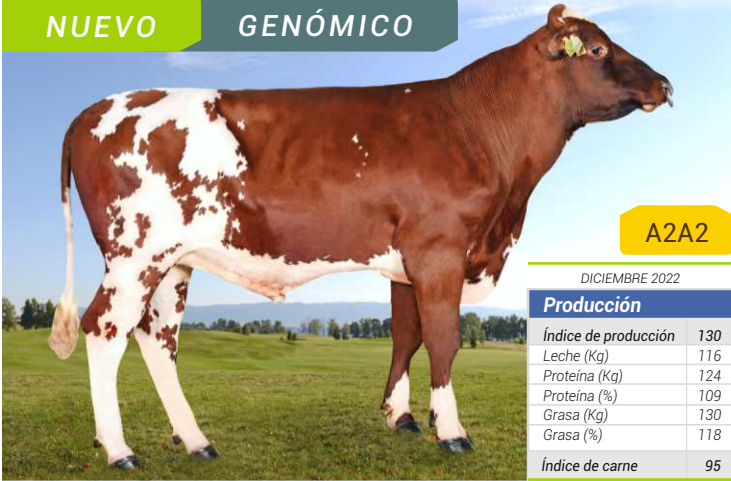 NUEVO GENÓMICO
A2A2
DICIEMBRE 2022
Producción
Índice de producción 130
Leche (Kg) 116
Proteína (Kg) 124
Proteína (%) 109
Grasa (Kg) 130
Grasa (%) 118
Índice de carne 95